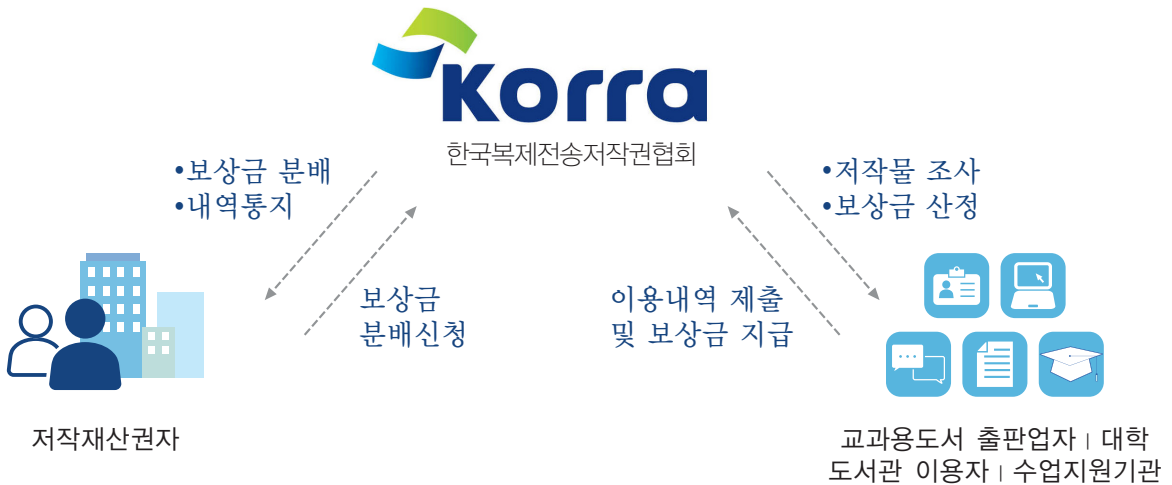 Korra
한국복제전송저작권협회
•보상금 분배
•내역통지
•저작물 조사
•보상금 산정
보상금
분배신청
이용내역 제출
및 보상금 지급
저작재산권자
교과용도서 출판업자 | 대학
도서관 이용자 | 수업지원기관